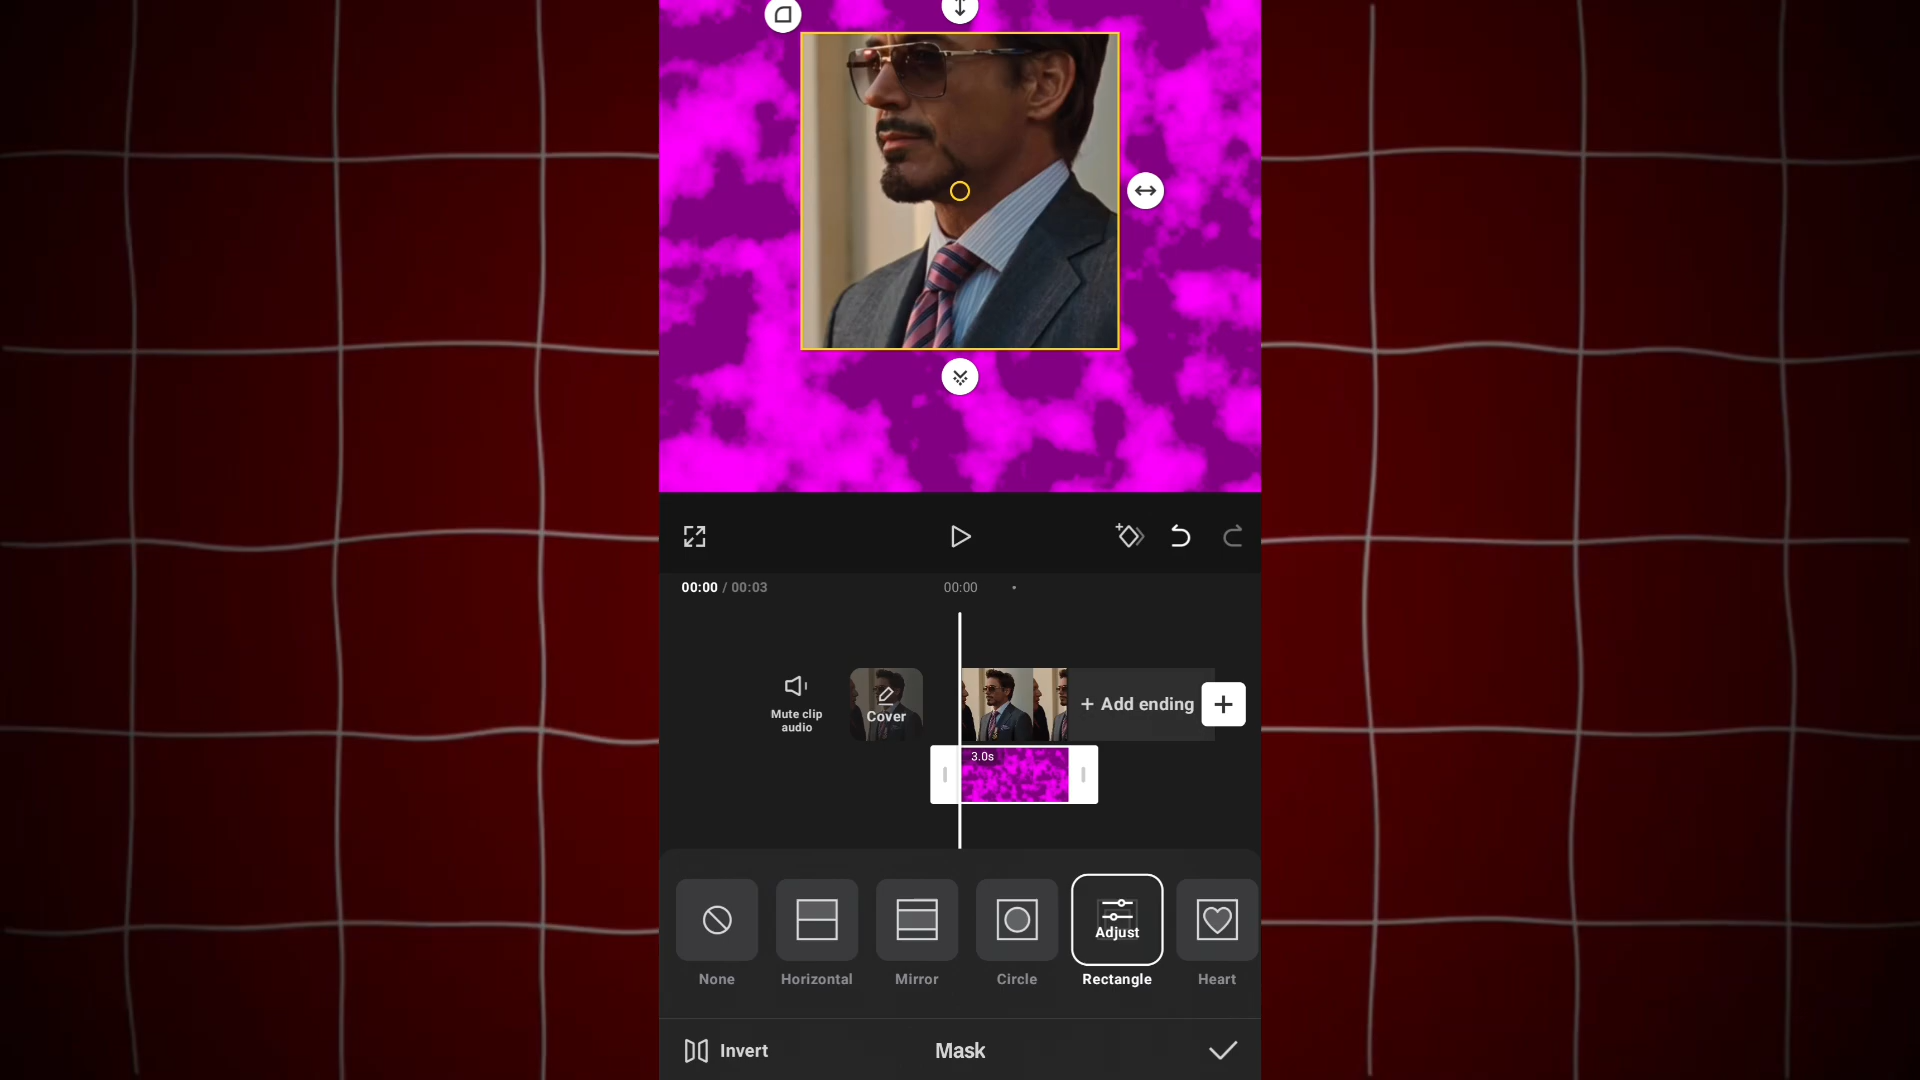 00:00 / 00:03
00:00
Mute clip
audio
Cover
+ Add ending
3.0s
Adjust
None
Horizontal
Mirror
Circle
Rectangle
Heart
Invert
Mask